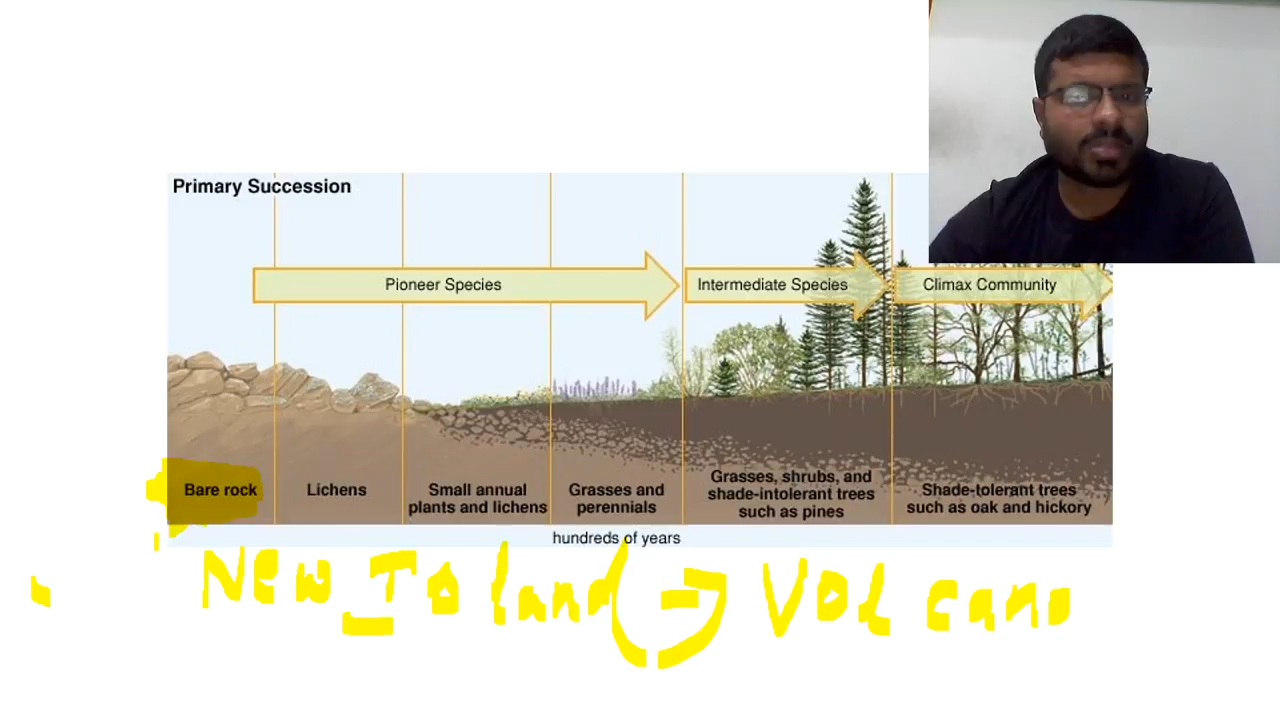 Primary Succession
Pioneer Species
Intermediate Species
Climax Community
Bare rock
Lichens
Small annual
plants and lichens
Grasses and
perennials
Grasses, shrubs, and
shade-intolerant trees
such as pines
Shade-tolerant trees
such as oak and hickory
hundreds of years
New Island → Volcano